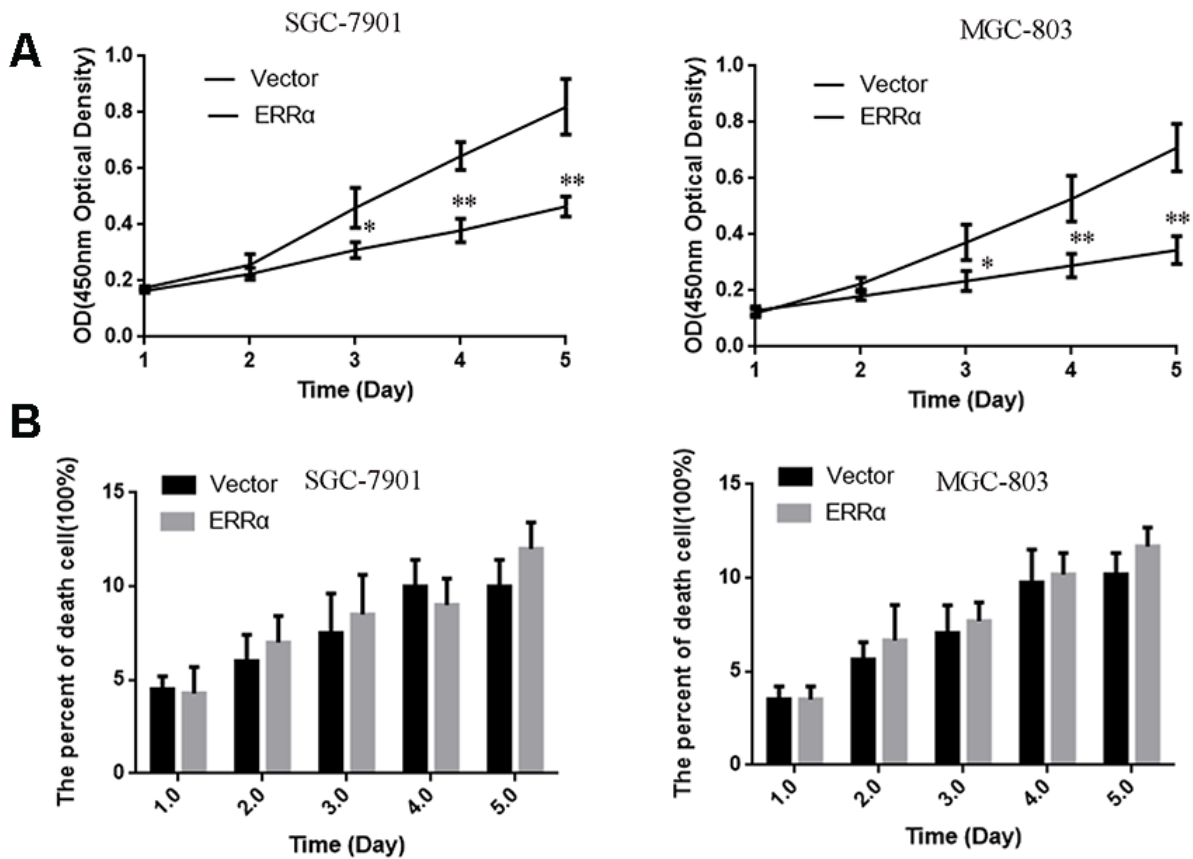 A
SGC-7901
OD(450nm Optical Density)
1.0
0.8
0.6
0.4
0.2
0.0
Vector
ERRα
*
**
**
1 2 3 4 5
Time (Day)
MGC-803
OD(450nm Optical Density)
1.0
0.8
0.6
0.4
0.2
0.0
Vector
ERRα
*
**
**
1 2 3 4 5
Time (Day)
B
SGC-7901
The percent of death cell(100%)
15
10
5
0
Vector
ERRα
1.0 2.0 3.0 4.0 5.0
Time (Day)
MGC-803
The percent of death cell(100%)
15
10
5
0
Vector
ERRα
1.0 2.0 3.0 4.0 5.0
Time (Day)